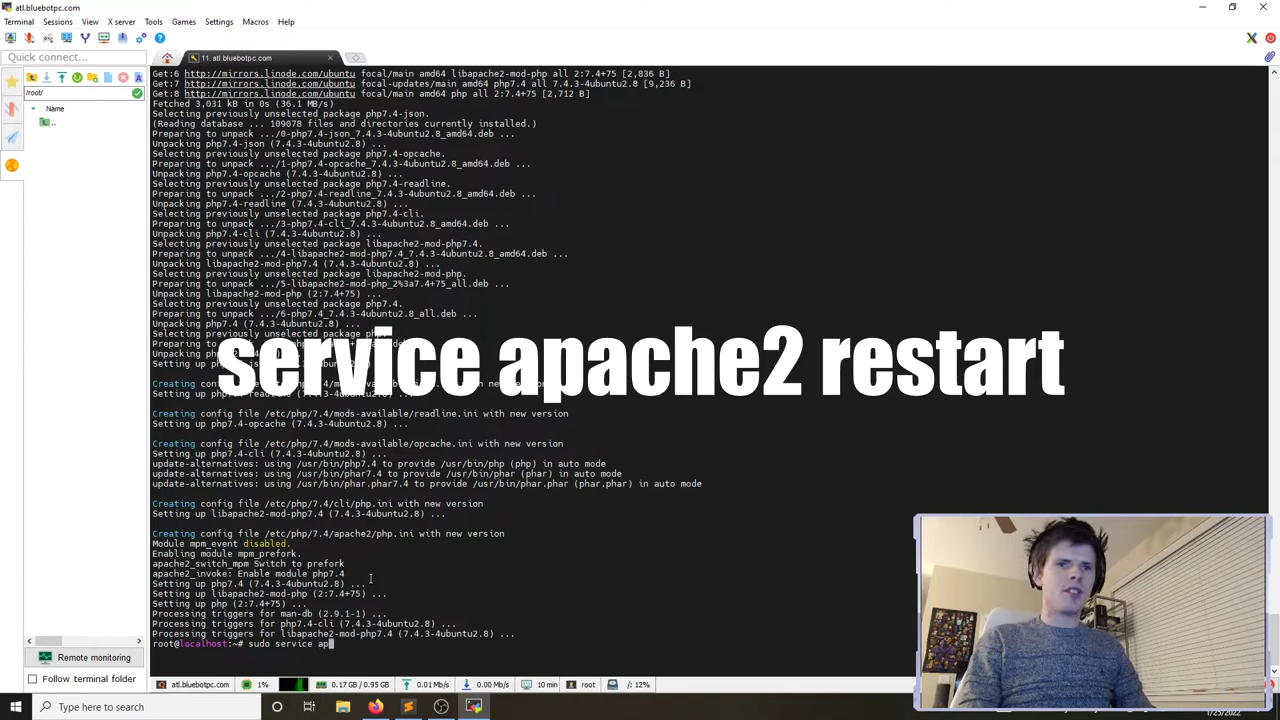 atl.bluebotpc.com
Terminal Sessions View X server Tools Games Settings Macros Help
Quick connect...
11. atl.bluebotpc.com
/root/
Name
..
Get:6 http://mirrors.linode.com/ubuntu focal/main amd64 libapache2-mod-php all 2:7.4+75 [2,836 B]
Get:7 http://mirrors.linode.com/ubuntu focal-updates/main amd64 php7.4 all 7.4.3-4ubuntu2.8 [9,236 B]
Get:8 http://mirrors.linode.com/ubuntu focal/main amd64 php all 2:7.4+75 [2,712 B]
Fetched 3,031 kB in 0s (36.1 MB/s)
Selecting previously unselected package php7.4-json.
(Reading database ... 109078 files and directories currently installed.)
Preparing to unpack .../0-php7.4-json_7.4.3-4ubuntu2.8_amd64.deb ...
Unpacking php7.4-json (7.4.3-4ubuntu2.8) ...
Selecting previously unselected package php7.4-opcache.
Preparing to unpack .../1-php7.4-opcache_7.4.3-4ubuntu2.8_amd64.deb ...
Unpacking php7.4-opcache (7.4.3-4ubuntu2.8) ...
Selecting previously unselected package php7.4-readline.
Preparing to unpack .../2-php7.4-readline_7.4.3-4ubuntu2.8_amd64.deb ...
Unpacking php7.4-readline (7.4.3-4ubuntu2.8) ...
Selecting previously unselected package php7.4-cli.
Preparing to unpack .../3-php7.4-cli_7.4.3-4ubuntu2.8_amd64.deb ...
Unpacking php7.4-cli (7.4.3-4ubuntu2.8) ...
Selecting previously unselected package libapache2-mod-php7.4.
Preparing to unpack .../4-libapache2-mod-php7.4_7.4.3-4ubuntu2.8_amd64.deb ...
Unpacking libapache2-mod-php7.4 (7.4.3-4ubuntu2.8) ...
Selecting previously unselected package libapache2-mod-php.
Preparing to unpack .../5-libapache2-mod-php_2%3a7.4+75_all.deb ...
Unpacking libapache2-mod-php (2:7.4+75) ...
Selecting previously unselected package php7.4.
Preparing to unpack .../6-php7.4_7.4.3-4ubuntu2.8_all.deb ...
Unpacking php7.4 (7.4.3-4ubuntu2.8) ...
Selecting previously unselected package
service apache2 restart
Creating config file /etc/php/7.4/mods-available/readline.ini with new version
Setting up php7.4-opcache (7.4.3-4ubuntu2.8) ...
Creating config file /etc/php/7.4/mods-available/opcache.ini with new version
Setting up php7.4-cli (7.4.3-4ubuntu2.8) ...
update-alternatives: using /usr/bin/php7.4 to provide /usr/bin/php (php) in auto mode
update-alternatives: using /usr/bin/phar7.4 to provide /usr/bin/phar (phar) in auto mode
update-alternatives: using /usr/bin/phar.phar7.4 to provide /usr/bin/phar.phar (phar.phar) in auto mode
Creating config file /etc/php/7.4/cli/php.ini with new version
Setting up libapache2-mod-php7.4 (7.4.3-4ubuntu2.8) ...
Creating config file /etc/php/7.4/apache2/php.ini with new version
Module mpm_event disabled.
Enabling module mpm_prefork.
apache2_switch_mpm Switch to prefork
apache2_invoke: Enable module php7.4
Setting up php7.4 (7.4.3-4ubuntu2.8) ...
Setting up libapache2-mod-php (2:7.4+75) ...
Setting up php (2:7.4+75) ...
Processing triggers for man-db (2.9.1-1) ...
Processing triggers for php7.4-cli (7.4.3-4ubuntu2.8) ...
Processing triggers for libapache2-mod-php7.4 (7.4.3-4ubuntu2.8) ...
root@localhost:~# sudo service ap
Remote monitoring
Follow terminal folder
atl.bluebotpc.com 1% 0.17 GB / 0.95 GB 0.01 Mb/s 0.00 Mb/s 10 min root /: 12%
Type here to search
1/25/2022